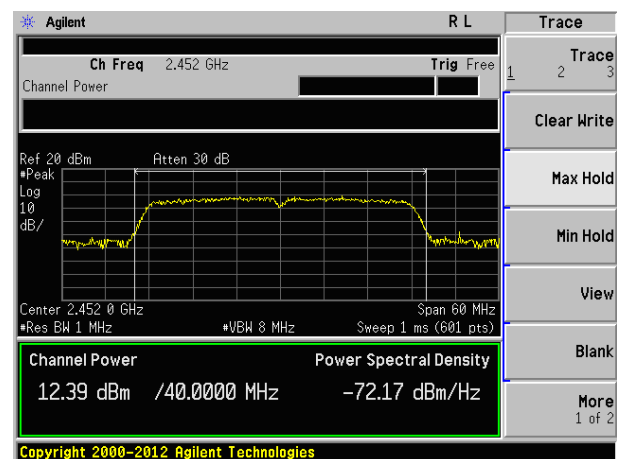 Agilent R L Trace
Ch Freq 2.452 GHz Trig Free
Channel Power
Trace
1 2 3
Clear Write
Max Hold
Min Hold
View
Blank
More
1 of 2
Ref 20 dBm Atten 30 dB
#Peak
Log
10
dB/
Center 2.452 0 GHz Span 60 MHz
#Res BW 1 MHz #VBW 8 MHz Sweep 1 ms (601 pts)
Channel Power Power Spectral Density
12.39 dBm /40.0000 MHz -72.17 dBm/Hz
Copyright 2000-2012 Agilent Technologies